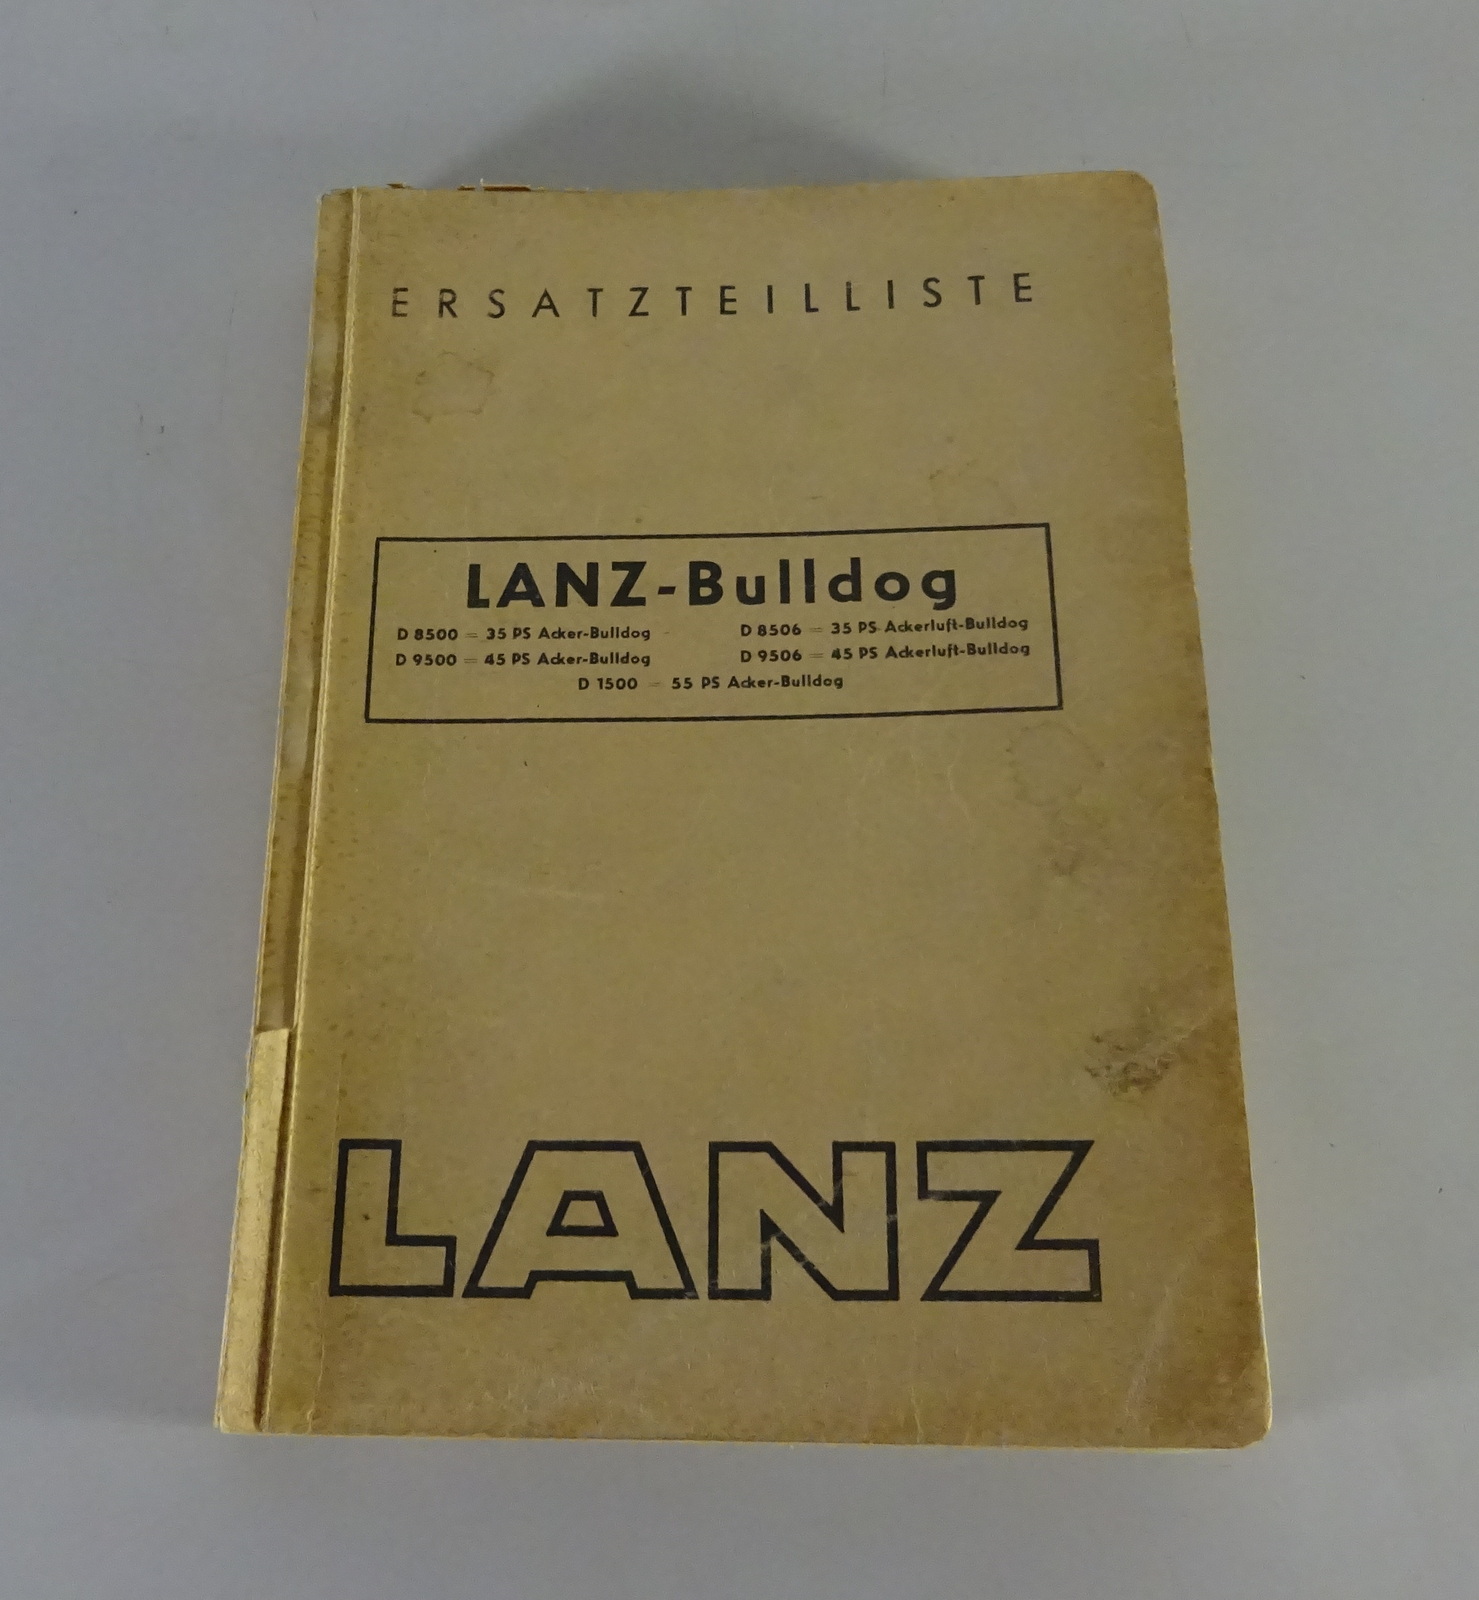 ERSATZTEILLISTE
LANZ-Bulldog
D 8500 = 35 PS Acker-Bulldog D 8506 = 35 PS Ackerluft-Bulldog
D 9500 = 45 PS Acker-Bulldog D 9506 = 45 PS Ackerluft-Bulldog
D 1500 = 55 PS Acker-Bulldog
LANZ